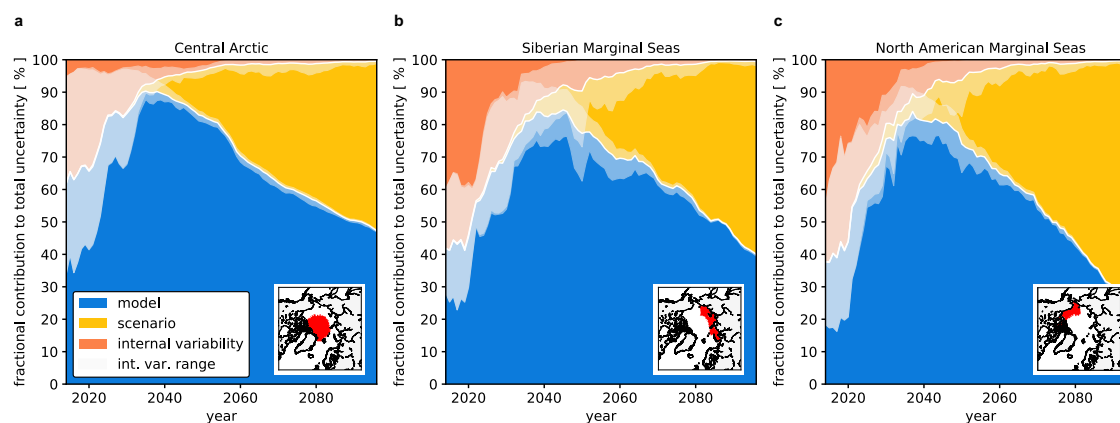 a
Central Arctic
fractional contribution to total uncertainty [ % ]
100
90
80
70
60
50
40
30
20
10
0
model
scenario
internal variability
int. var. range
2020
2040
2060
2080
year
b
Siberian Marginal Seas
fractional contribution to total uncertainty [ % ]
100
90
80
70
60
50
40
30
20
10
0
2020
2040
2060
2080
year
c
North American Marginal Seas
fractional contribution to total uncertainty [ % ]
100
90
80
70
60
50
40
30
20
10
0
2020
2040
2060
2080
year